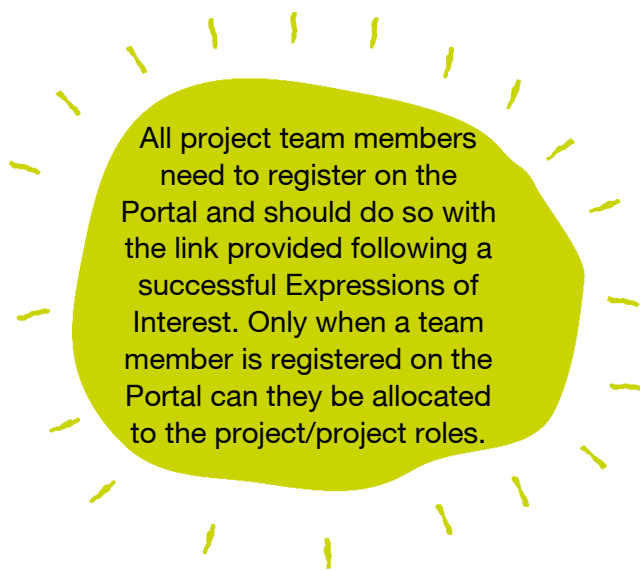 All project team members
need to register on the
Portal and should do so with
the link provided following a
successful Expressions of
Interest. Only when a team
member is registered on the
Portal can they be allocated
to the project/project roles.